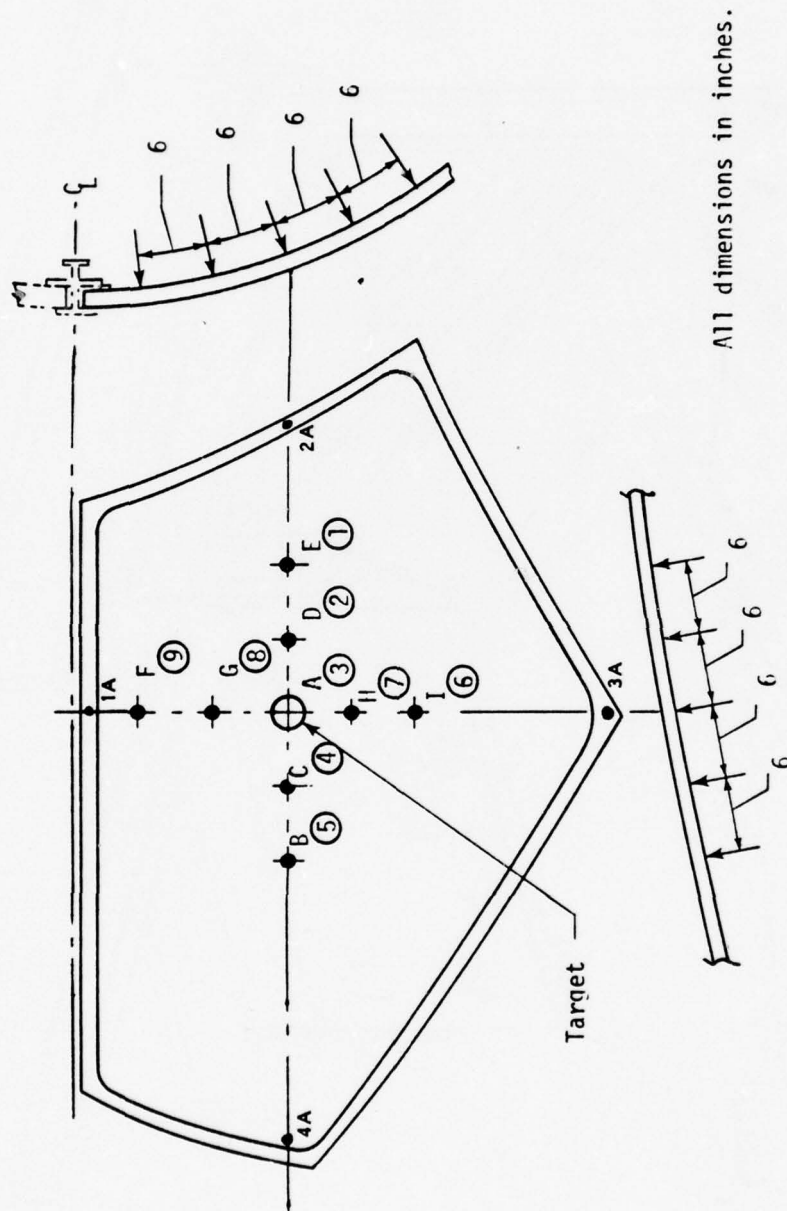 C̲L
6
6
6
6
1A
F
⑨
G
⑧
A
③
H
⑦
I
⑥
3A
2A
E
①
D
②
C
④
B
⑤
4A
Target
6
6
6
6
All dimensions in inches.